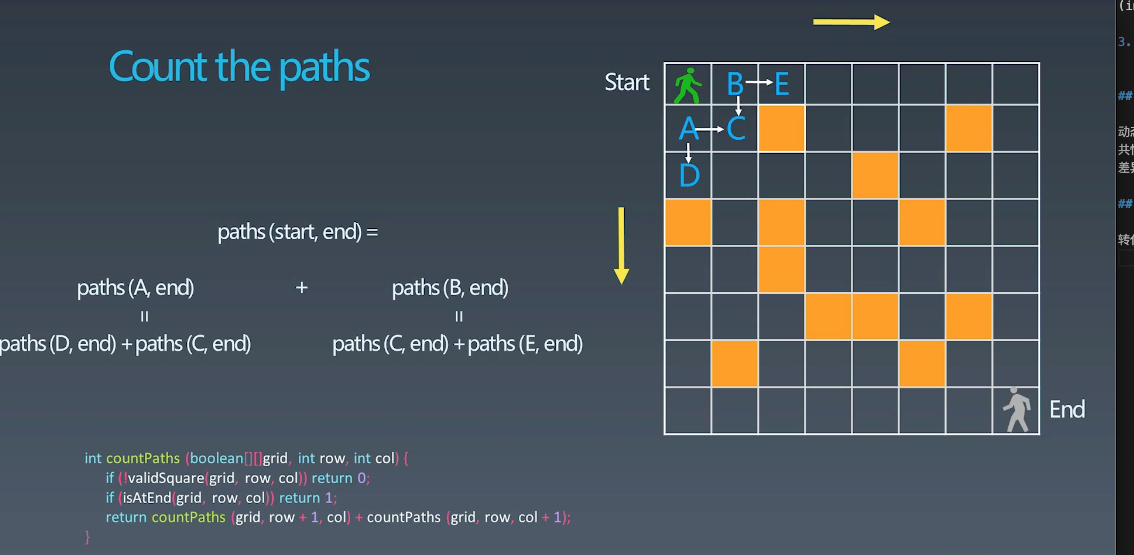 Count the paths
Start
B E
A C
D
End
paths (start, end) =
paths (A, end) + paths (B, end)
= =
paths (D, end) + paths (C, end) paths (C, end) + paths (E, end)
int countPaths (boolean[][]grid, int row, int col) {
if (!validSquare(grid, row, col)) return 0;
if (isAtEnd(grid, row, col)) return 1;
return countPaths (grid, row + 1, col) + countPaths (grid, row, col + 1);
}
(i
3.
##
动
共
差
##
转